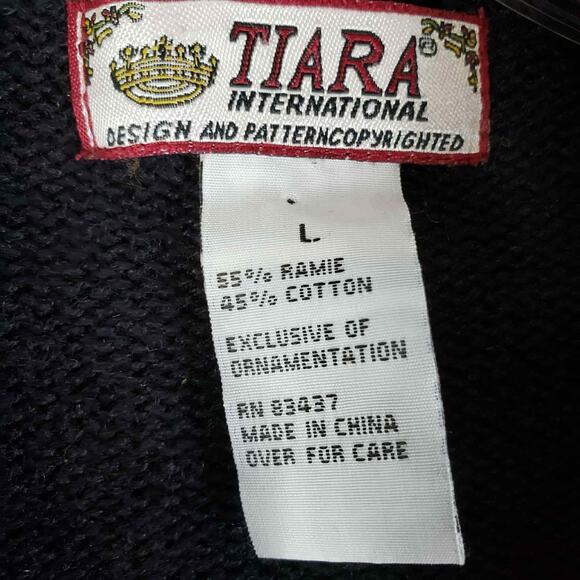 TIARA®
INTERNATIONAL
DESIGN AND PATTERNCOPYRIGHTED
L
55% RAMIE
45% COTTON
EXCLUSIVE OF
ORNAMENTATION
RN 83437
MADE IN CHINA
OVER FOR CARE